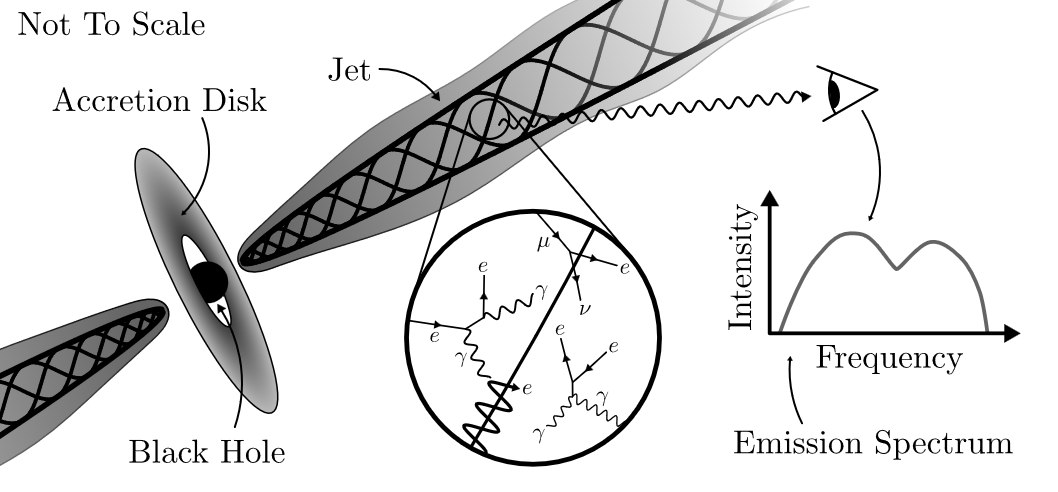 Not To Scale
Jet
Accretion Disk
Black Hole
μ
e
ν
e
γ
e
γ
e
e
e
γ
γ
Intensity
Frequency
Emission Spectrum